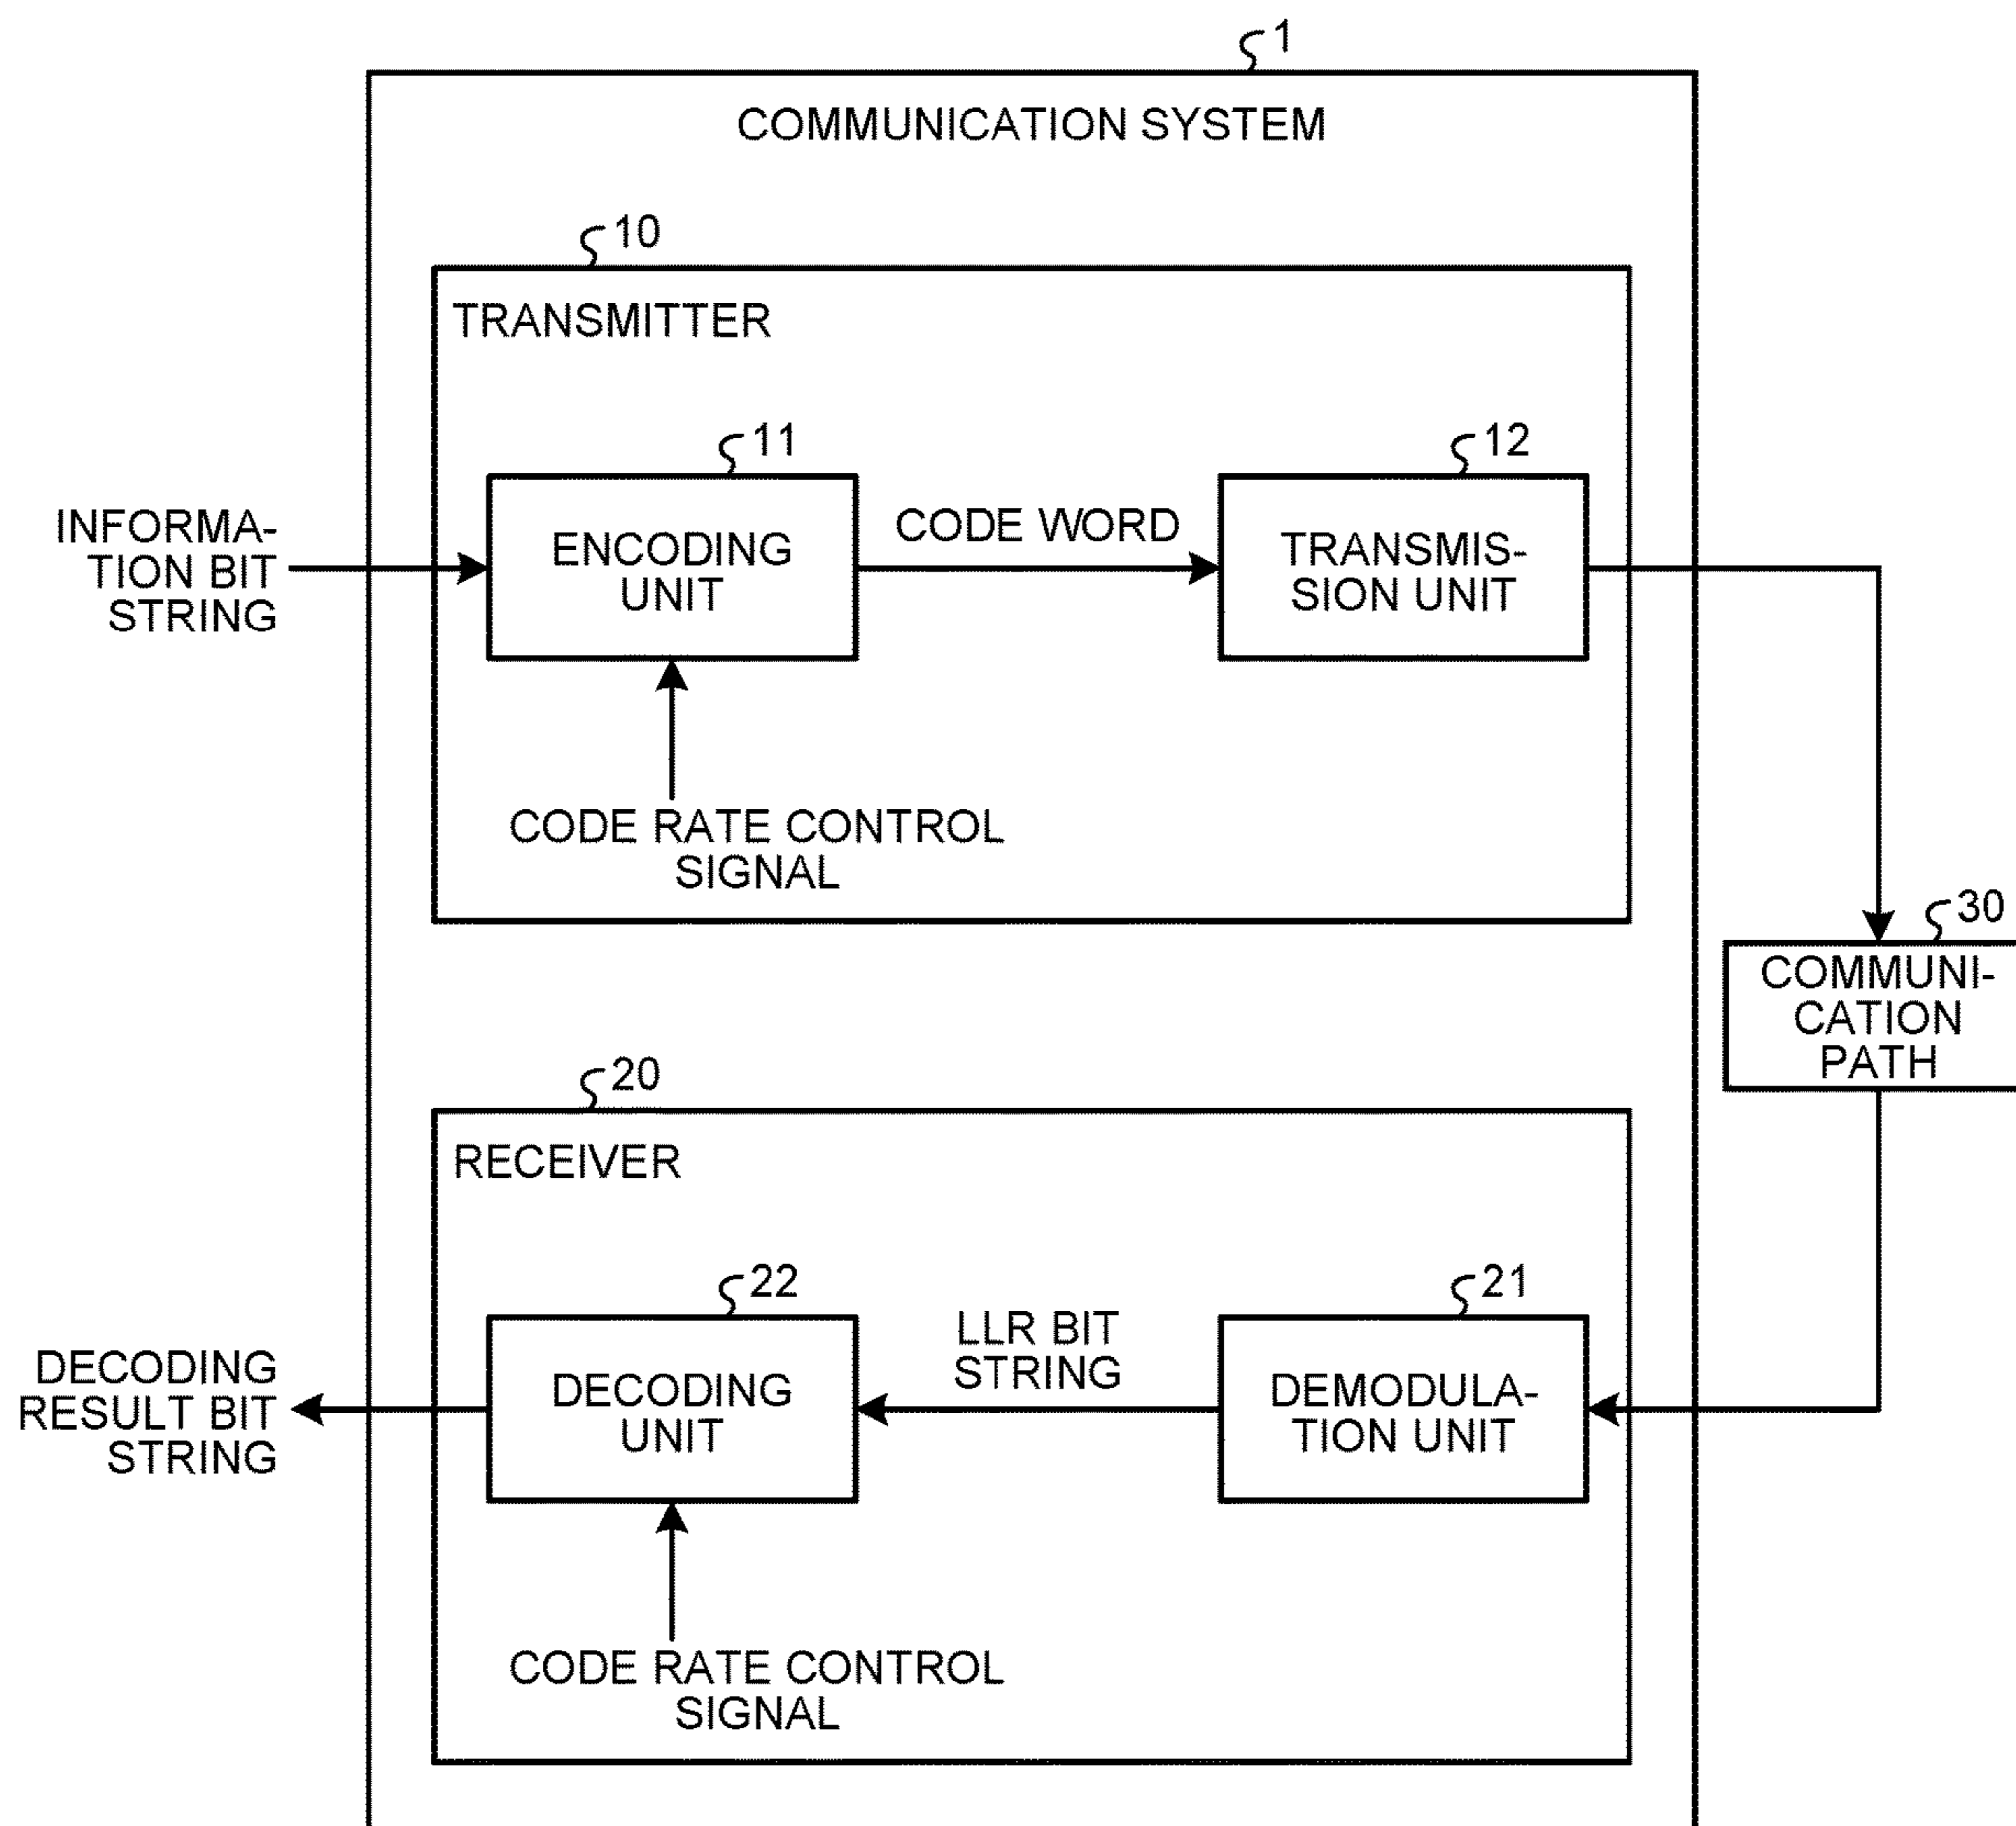 1
COMMUNICATION SYSTEM
10
TRANSMITTER
11
12
INFORMA-
TION BIT
STRING
ENCODING
UNIT
CODE WORD
TRANSMIS-
SION UNIT
CODE RATE CONTROL
SIGNAL
30
COMMUNI-
CATION
PATH
20
RECEIVER
22
21
DECODING
RESULT BIT
STRING
DECODING
UNIT
LLR BIT
STRING
DEMODULA-
TION UNIT
CODE RATE CONTROL
SIGNAL